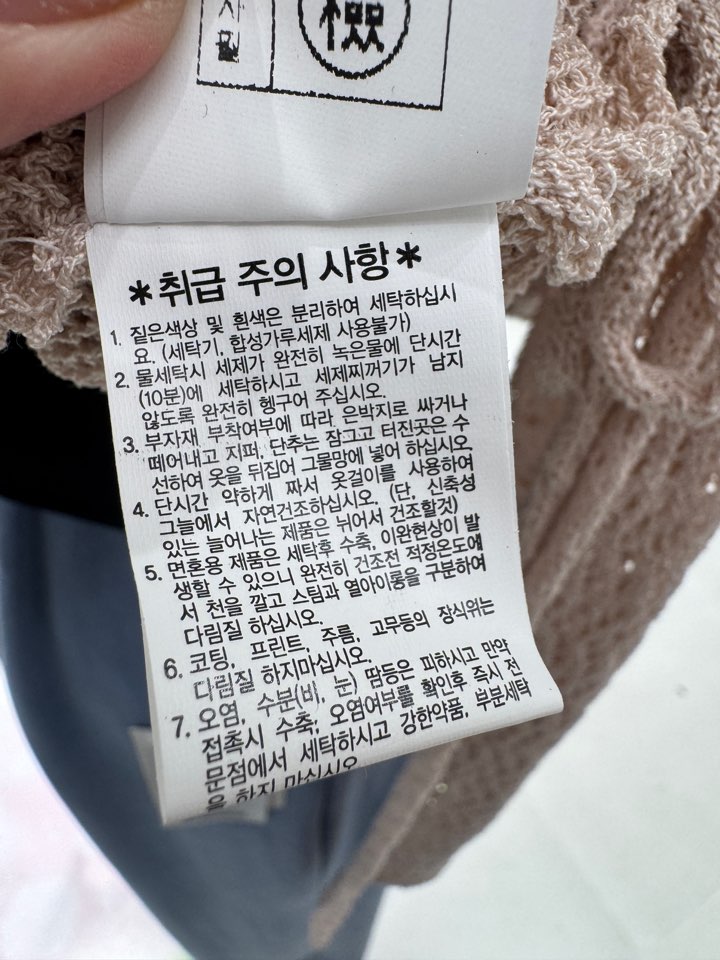 檢
*취급 주의 사항*
1. 짙은색상 및 흰색은 분리하여 세탁하십시
요. (세탁기, 합성가루세제 사용불가)
2. 물세탁시 세제가 완전히 녹은물에 단시간
(10분)에 세탁하시고 세제찌꺼기가 남지
않도록 완전히 헹구어 주십시오.
3. 부자재 부착여부에 따라 은박지로 싸거나
떼어내고 지퍼, 단추는 잠그고 터진곳은 수
선하여 옷을 뒤집어 그물망에 넣어 하십시오.
4. 단시간 약하게 짜서 옷걸이를 사용하여
그늘에서 자연건조하십시오. (단, 신축성
있는 늘어나는 제품은 뉘어서 건조할것)
5. 면혼용 제품은 세탁후 수축, 이완현상이 발
생할 수 있으니 완전히 건조전 적정온도에
서 천을 깔고 스팀과 열아이롱을 구분하여
다림질 하십시오.
6. 코팅, 프린트, 주름, 고무등의 장식위는
다림질 하지마십시오.
7. 오염, 수분(비, 눈) 땀등은 피하시고 만약
접촉시 수축, 오염여부를 확인후 즉시 전
문점에서 세탁하시고 강한약품, 부분세탁
을 하지 마십시오